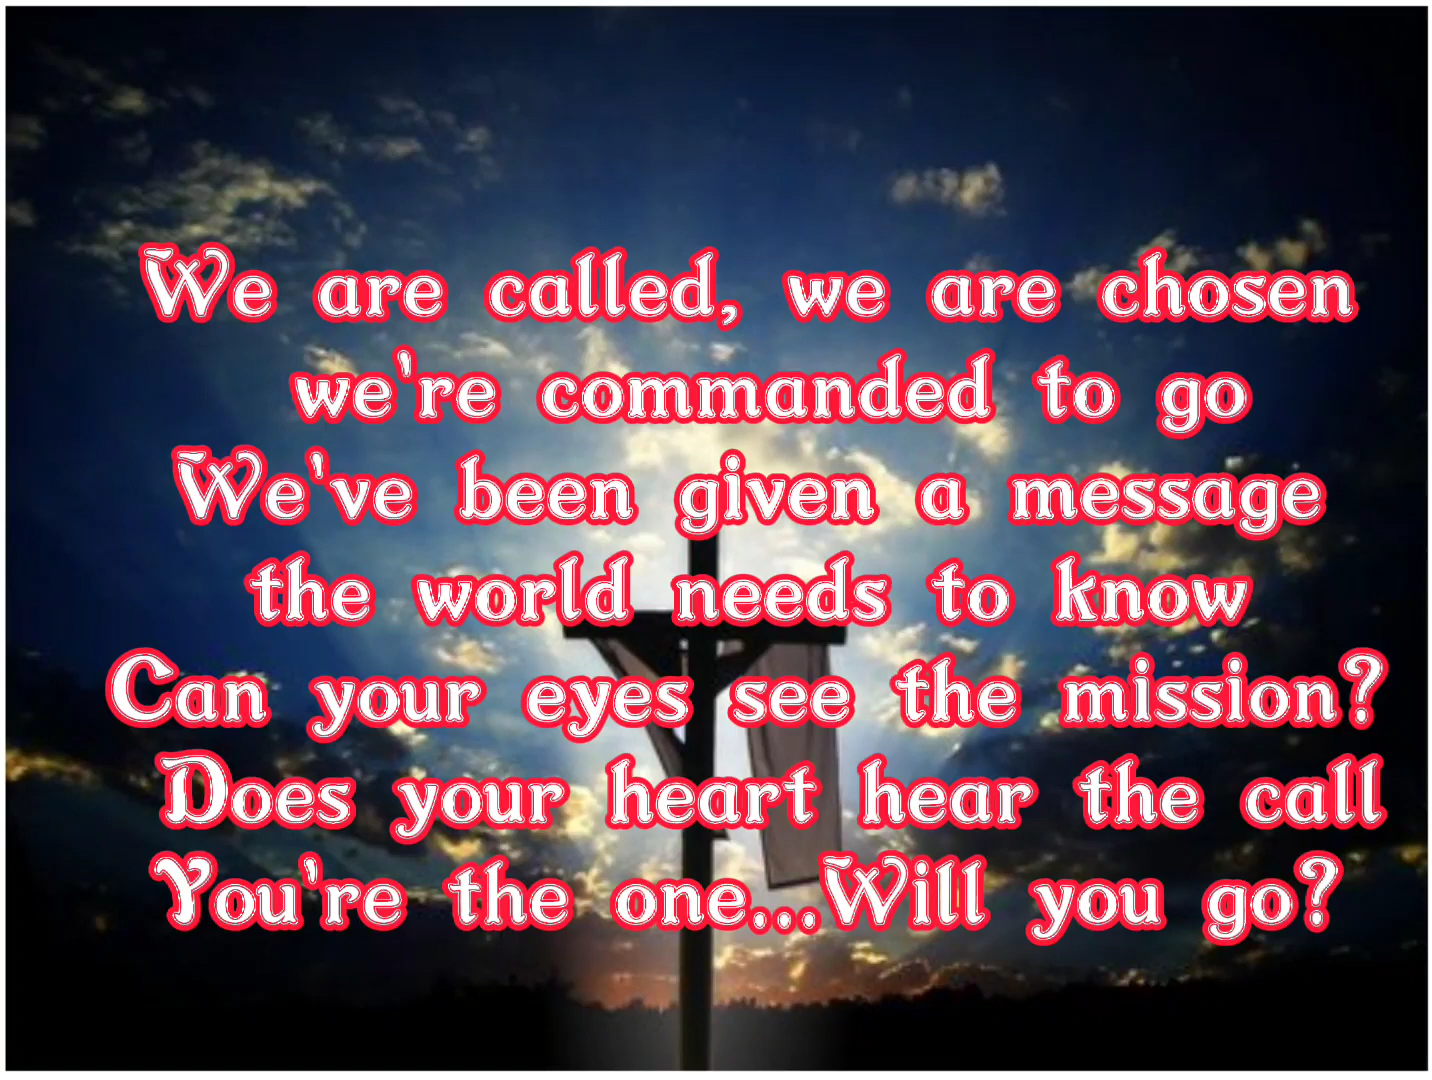 We are called, we are chosen
we're commanded to go
We've been given a message
the world needs to know
Can your eyes see the mission?
Does your heart hear the call
You're the one...Will you go?